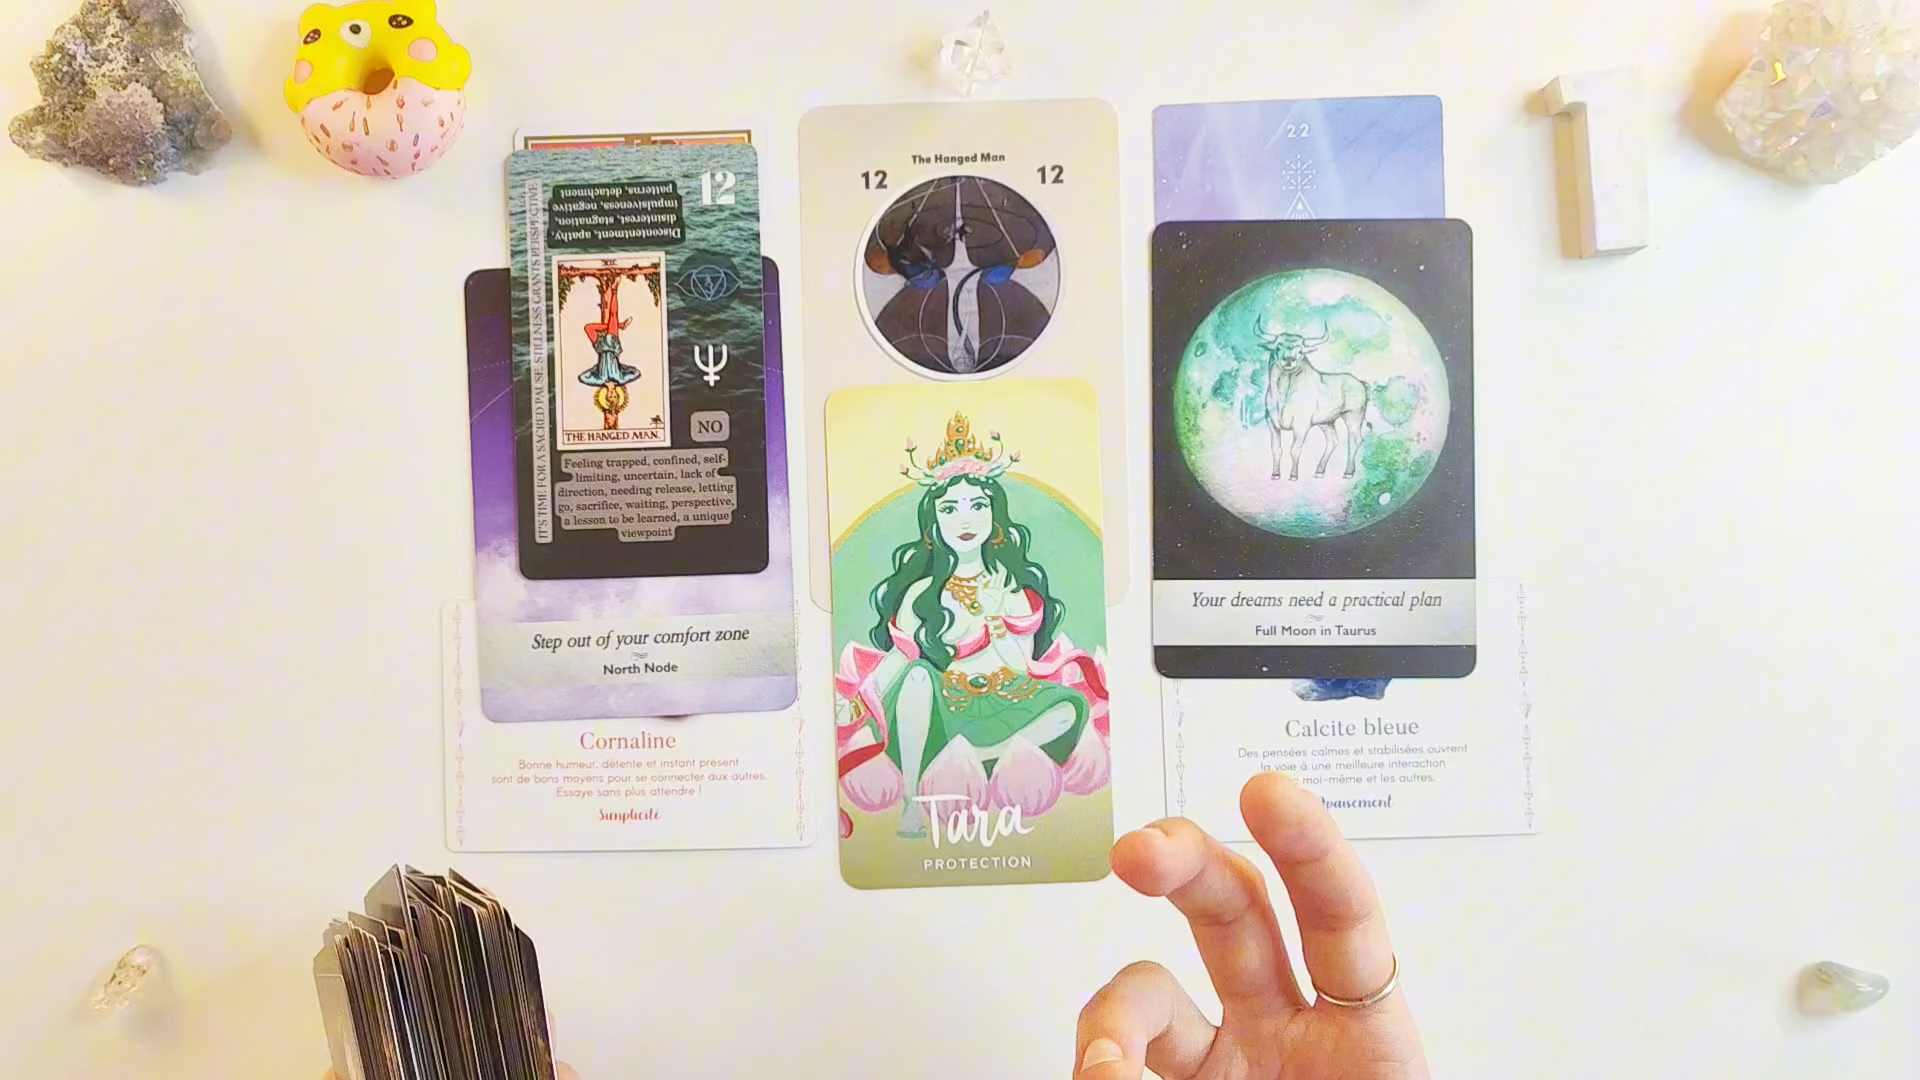 12
Discontentment, apathy,
disinterest, stagnation,
impulsiveness, negative
patterns, detachment
IT'S TIME FOR A SACRED PAUSE. STILLNESS GRANTS PERSPECTIVE
XII
THE HANGED MAN.
NO
Feeling trapped, confined, self-
limiting, uncertain, lack of
direction, needing release, letting
go, sacrifice, waiting, perspective,
a lesson to be learned, a unique
viewpoint
Step out of your comfort zone
North Node
Cornaline
Bonne humeur, détente et instant présent
sont de bons moyens pour se connecter aux autres.
Essaye sans plus attendre !
Simplicité
The Hanged Man
12 12
Tara
PROTECTION
22
Your dreams need a practical plan
Full Moon in Taurus
Calcite bleue
Des pensées calmes et stabilisées ouvrent
la voie à une meilleure interaction
moi-même et les autres.
Apaisement
1